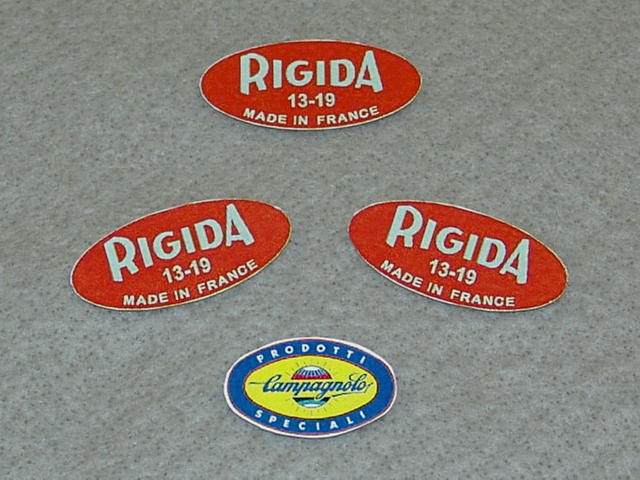 RIGIDA
13-19
MADE IN FRANCE
RIGIDA
13-19
MADE IN FRANCE
RIGIDA
13-19
MADE IN FRANCE
PRODOTTI
Campagnolo
SPECIALI